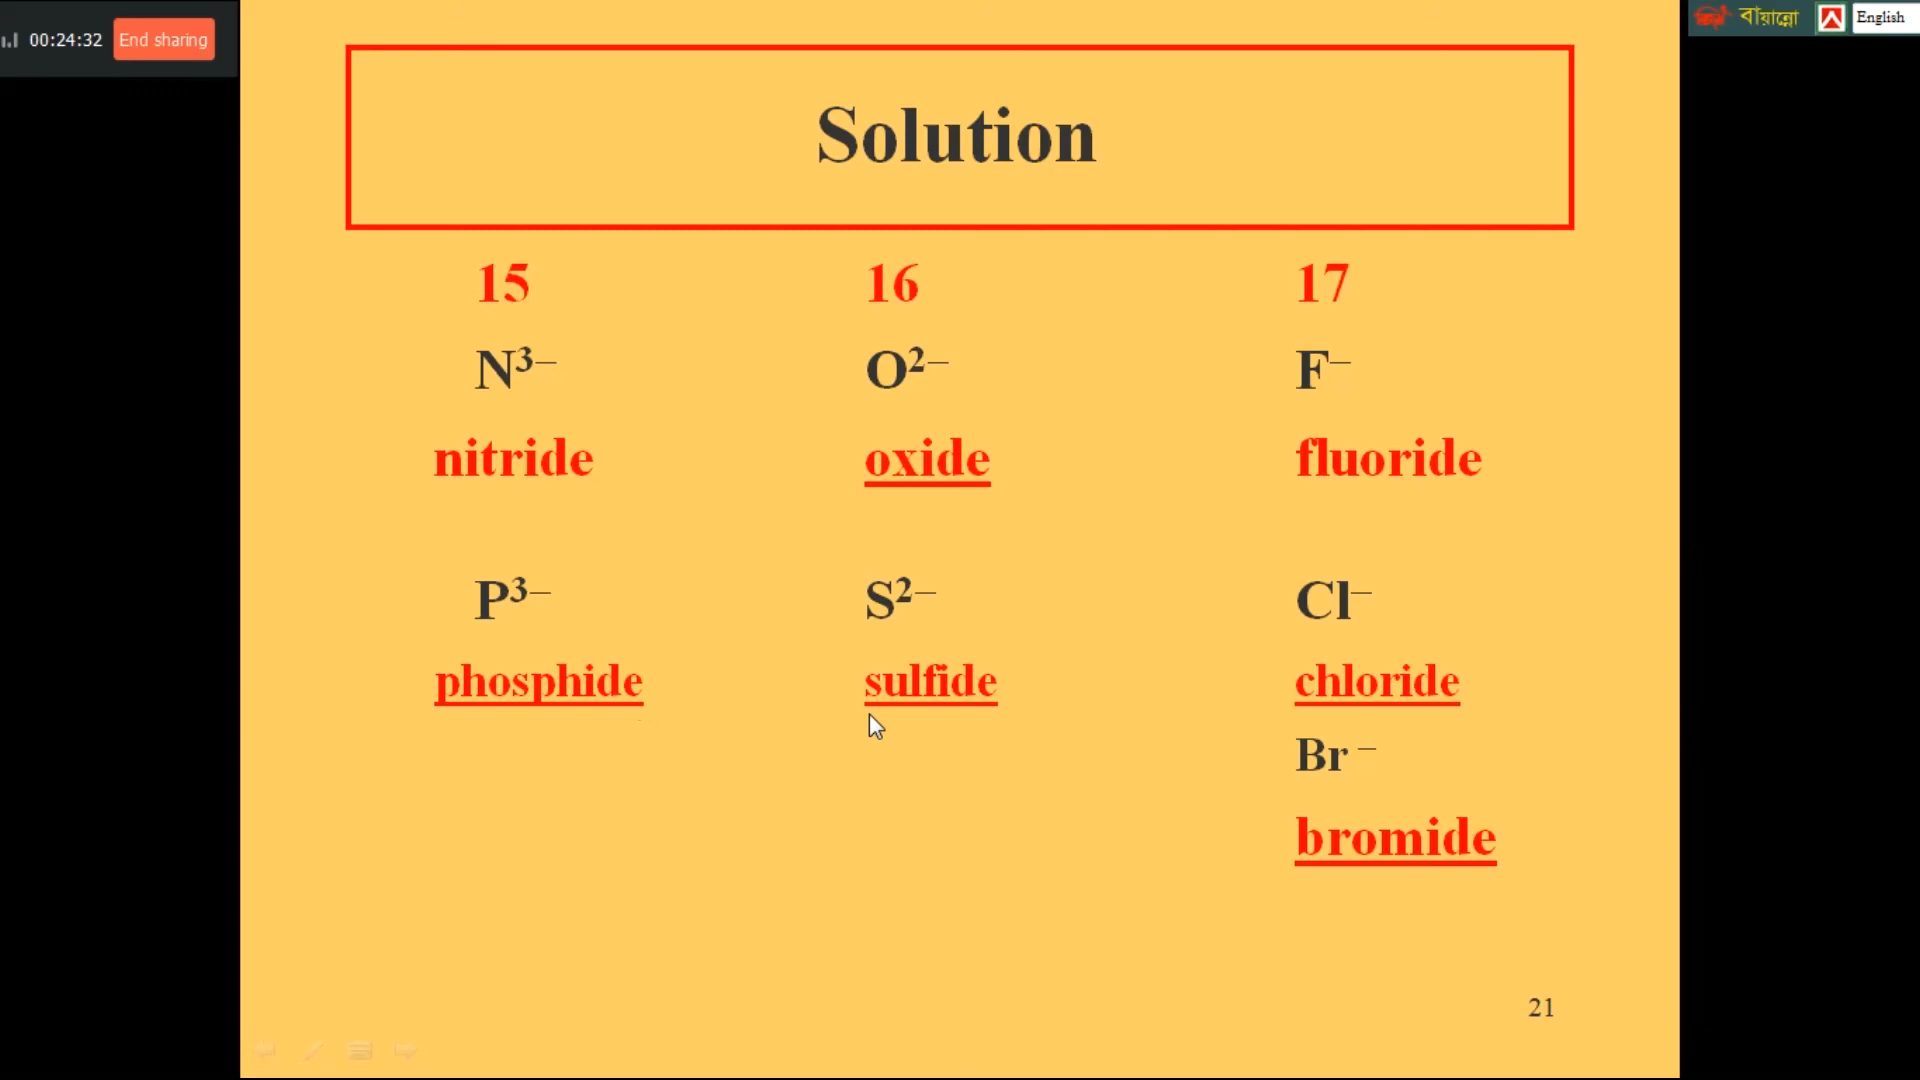 00:24:32 End sharing
বায়ান্নো English
Solution
15 16 17
N³⁻ O²⁻ F⁻
nitride oxide fluoride
P³⁻ S²⁻ Cl⁻
phosphide sulfide chloride
Br ⁻
bromide
21